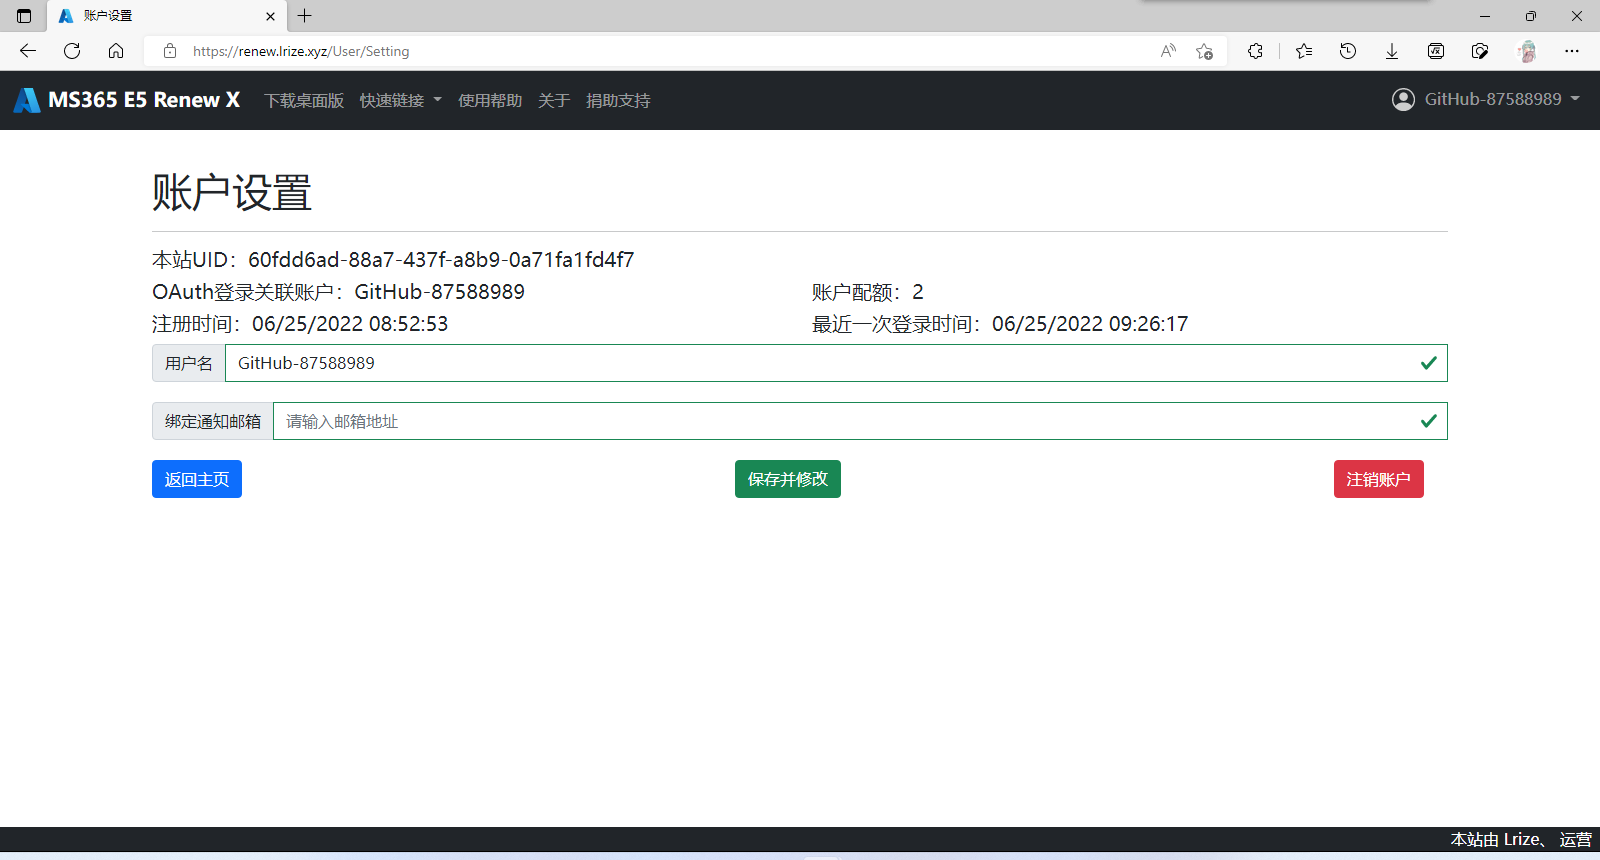 账户设置
https://renew.lrize.xyz/User/Setting
MS365 E5 Renew X 下载桌面版 快速链接 使用帮助 关于 捐助支持 GitHub-87588989
账户设置
本站UID：60fdd6ad-88a7-437f-a8b9-0a71fa1fd4f7
OAuth登录关联账户：GitHub-87588989 账户配额：2
注册时间：06/25/2022 08:52:53 最近一次登录时间：06/25/2022 09:26:17
用户名 GitHub-87588989
绑定通知邮箱 请输入邮箱地址
返回主页 保存并修改 注销账户
本站由 Lrize、 运营